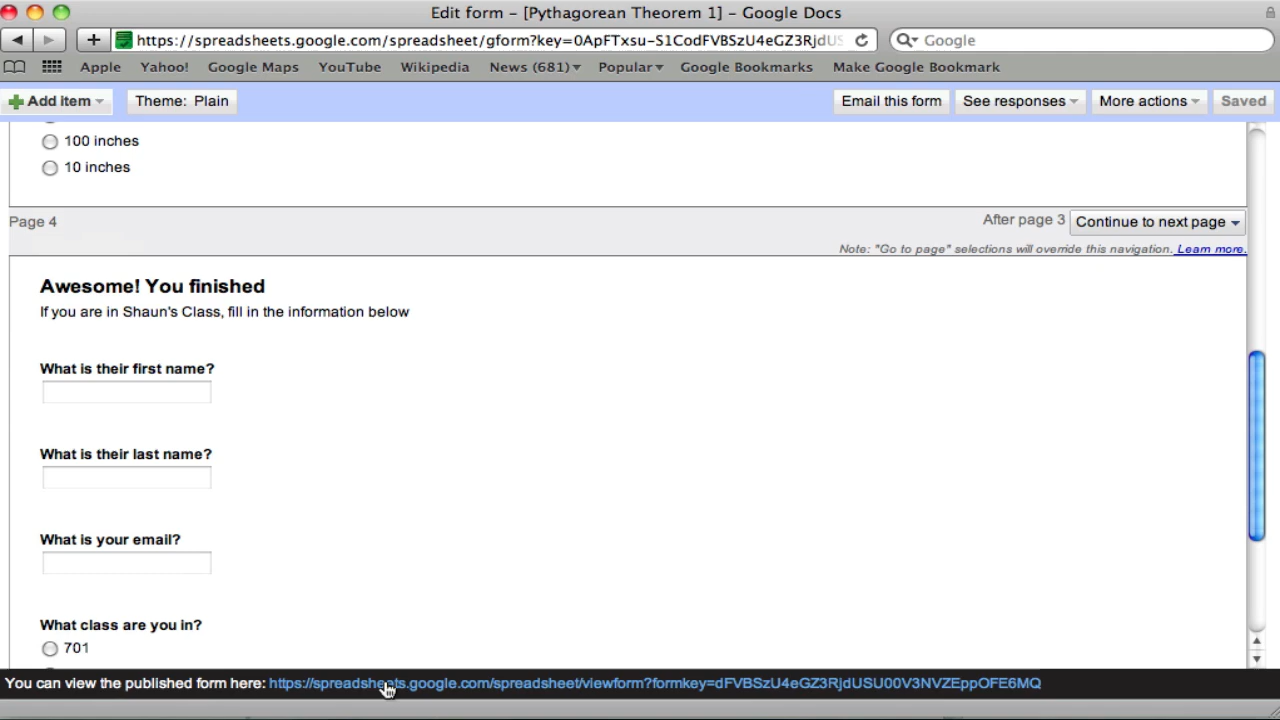 Edit form – [Pythagorean Theorem 1] – Google Docs
https://spreadsheets.google.com/spreadsheet/gform?key=0ApFTxsu-S1CodFVBSzU4eGZ3RjdUS
Google
Apple Yahoo! Google Maps YouTube Wikipedia News (681) Popular Google Bookmarks Make Google Bookmark
Add item Theme: Plain Email this form See responses More actions Saved
100 inches
10 inches
Page 4 After page 3 Continue to next page
Note: "Go to page" selections will override this navigation. Learn more.
Awesome! You finished
If you are in Shaun's Class, fill in the information below
What is their first name?
What is their last name?
What is your email?
What class are you in?
701
You can view the published form here: https://spreadsheets.google.com/spreadsheet/viewform?formkey=dFVBSzU4eGZ3RjdUSU00V3NVZEppOFE6MQ